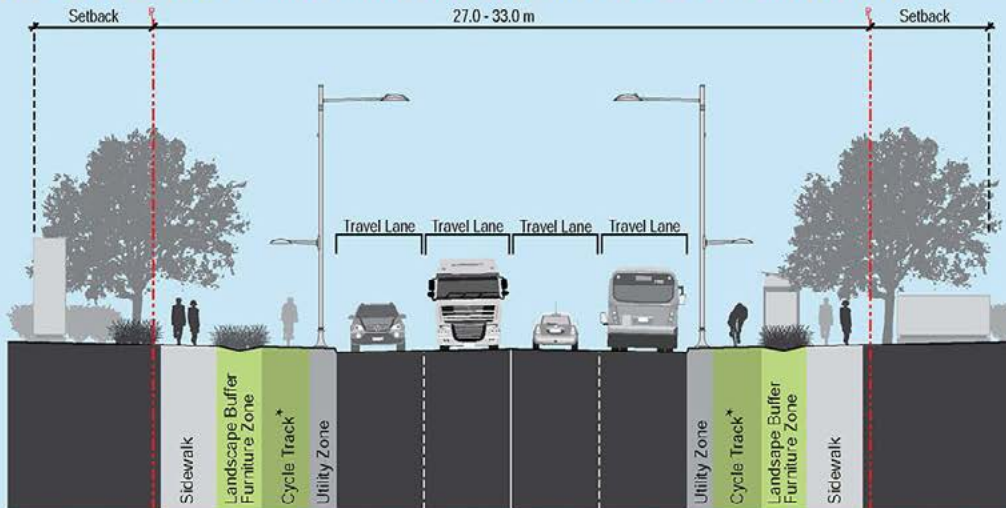 Setback
27.0 - 33.0 m
Setback
Travel Lane
Travel Lane
Travel Lane
Travel Lane
Sidewalk
Landscape Buffer
Furniture Zone
Cycle Track*
Utility Zone
Utility Zone
Cycle Track*
Landscape Buffer
Furniture Zone
Sidewalk